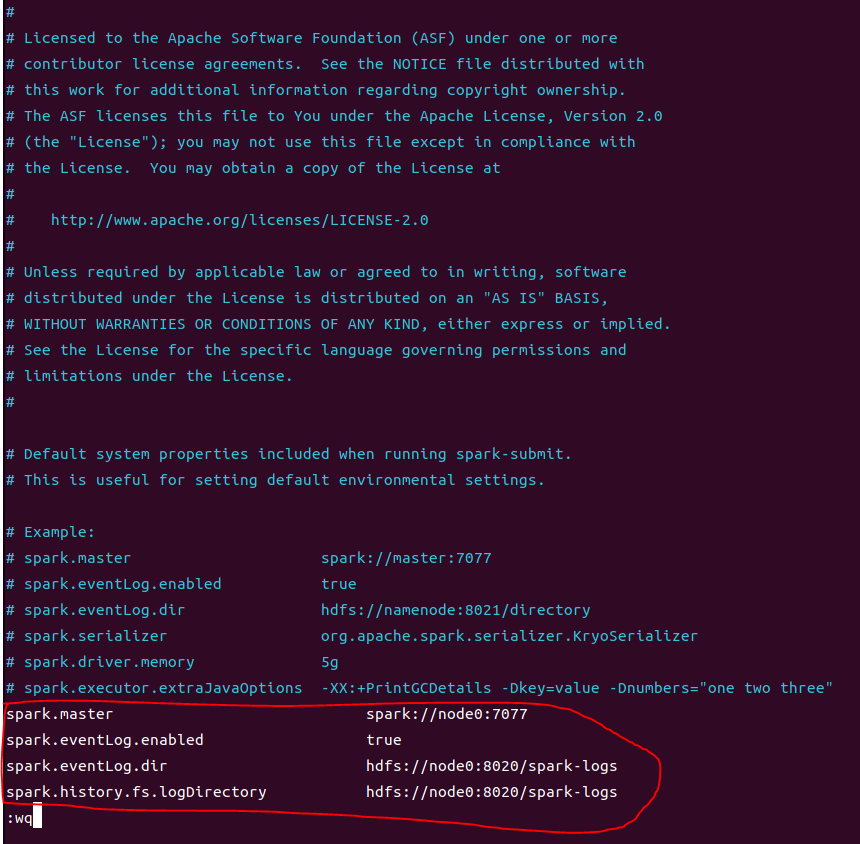 #
# Licensed to the Apache Software Foundation (ASF) under one or more
# contributor license agreements.  See the NOTICE file distributed with
# this work for additional information regarding copyright ownership.
# The ASF licenses this file to You under the Apache License, Version 2.0
# (the "License"); you may not use this file except in compliance with
# the License.  You may obtain a copy of the License at
#
#    http://www.apache.org/licenses/LICENSE-2.0
#
# Unless required by applicable law or agreed to in writing, software
# distributed under the License is distributed on an "AS IS" BASIS,
# WITHOUT WARRANTIES OR CONDITIONS OF ANY KIND, either express or implied.
# See the License for the specific language governing permissions and
# limitations under the License.
#
# Default system properties included when running spark-submit.
# This is useful for setting default environmental settings.
# Example:
# spark.master                     spark://master:7077
# spark.eventLog.enabled           true
# spark.eventLog.dir               hdfs://namenode:8021/directory
# spark.serializer                 org.apache.spark.serializer.KryoSerializer
# spark.driver.memory              5g
# spark.executor.extraJavaOptions  -XX:+PrintGCDetails -Dkey=value -Dnumbers="one two three"
spark.master                            spark://node0:7077
spark.eventLog.enabled                  true
spark.eventLog.dir                      hdfs://node0:8020/spark-logs
spark.history.fs.logDirectory           hdfs://node0:8020/spark-logs
:wq